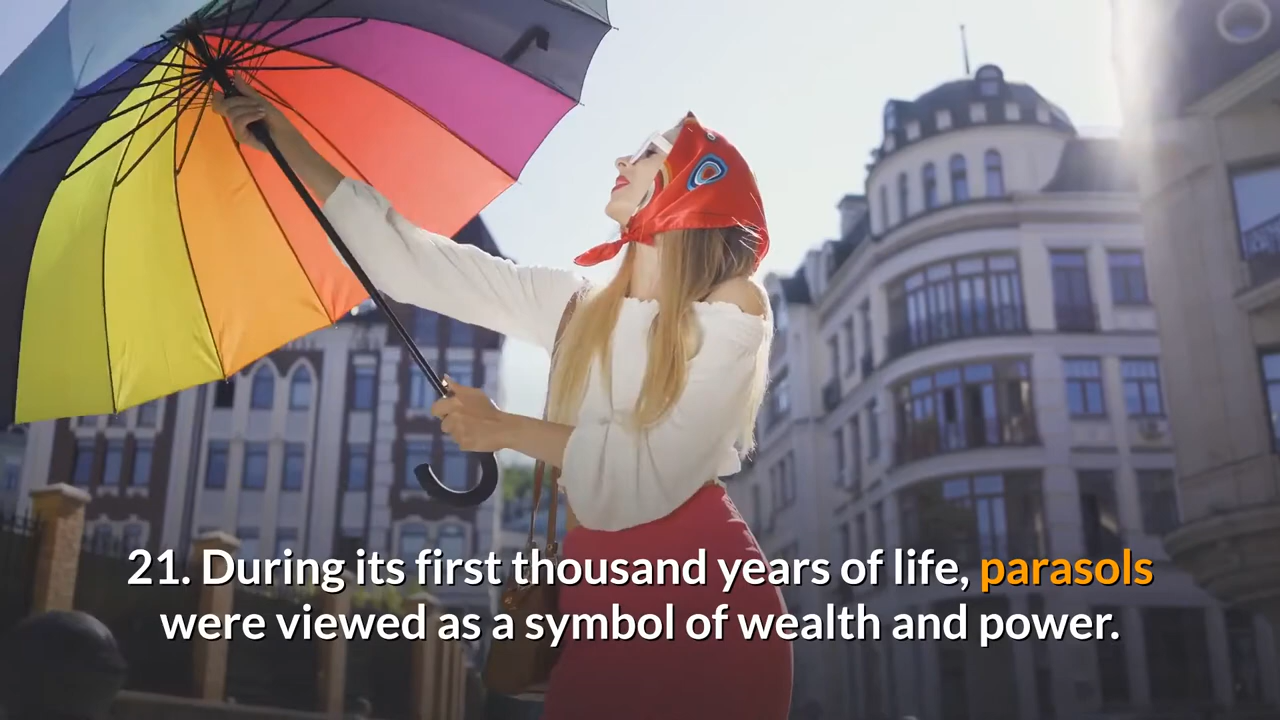 21. During its first thousand years of life, parasols
were viewed as a symbol of wealth and power.